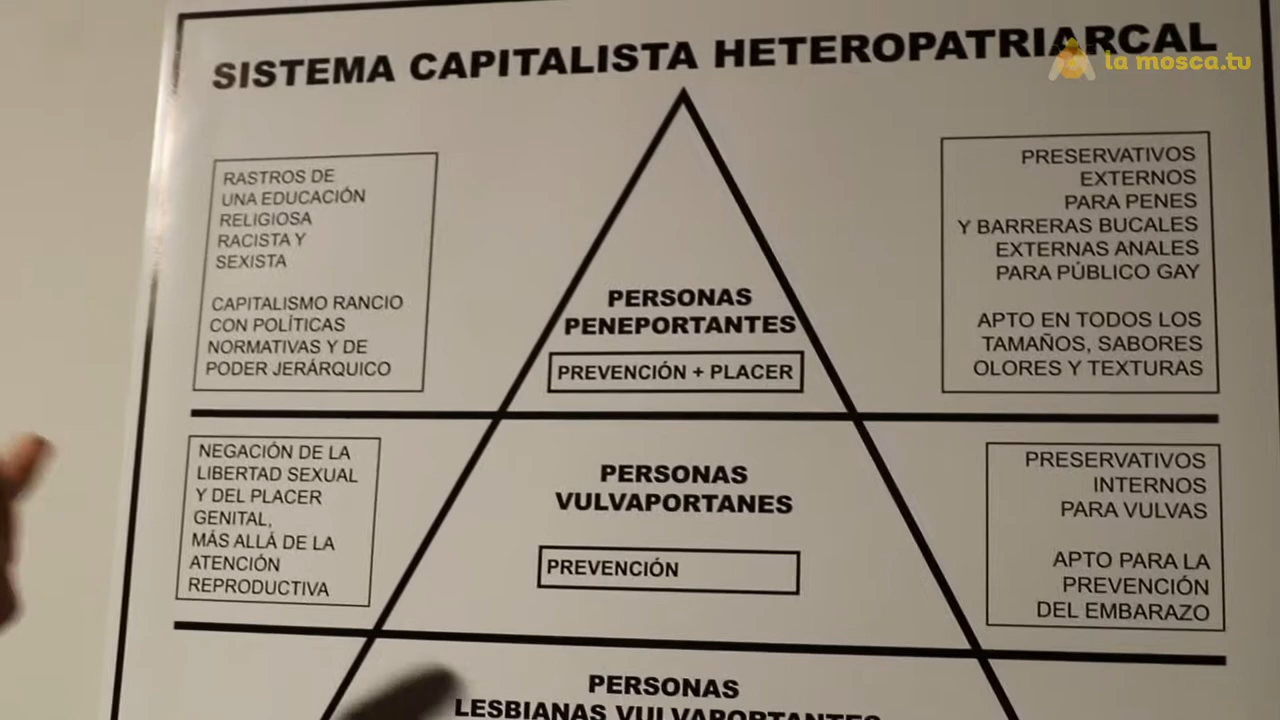 SISTEMA CAPITALISTA HETEROPATRIARCAL
la mosca.tv
RASTROS DE
UNA EDUCACIÓN
RELIGIOSA
RACISTA Y
SEXISTA
CAPITALISMO RANCIO
CON POLÍTICAS
NORMATIVAS Y DE
PODER JERÁRQUICO
PERSONAS
PENEPORTANTES
PREVENCIÓN + PLACER
PRESERVATIVOS
EXTERNOS
PARA PENES
Y BARRERAS BUCALES
EXTERNAS ANALES
PARA PÚBLICO GAY
APTO EN TODOS LOS
TAMAÑOS, SABORES
OLORES Y TEXTURAS
NEGACIÓN DE LA
LIBERTAD SEXUAL
Y DEL PLACER
GENITAL,
MÁS ALLÁ DE LA
ATENCIÓN
REPRODUCTIVA
PERSONAS
VULVAPORTANES
PREVENCIÓN
PRESERVATIVOS
INTERNOS
PARA VULVAS
APTO PARA LA
PREVENCIÓN
DEL EMBARAZO
PERSONAS
LESBIANAS VULVAPORTANTES